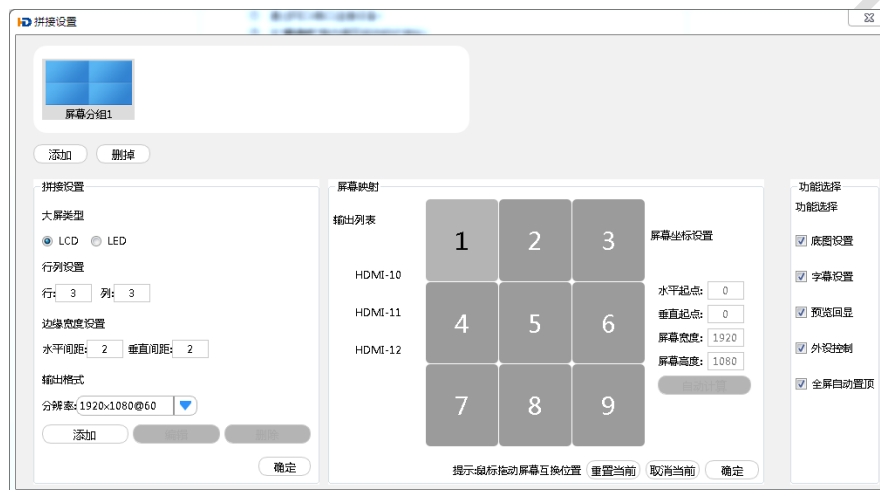 拼接设置
屏幕分组1
添加
删掉
拼接设置
大屏类型
LCD
LED
行列设置
行: 3 列: 3
边缘宽度设置
水平间距: 2 垂直间距: 2
输出格式
分辨率: 1920x1080@60
添加
确定
屏幕映射
输出列表
HDMI-10
HDMI-11
HDMI-12
1 2 3
4 5 6
7 8 9
屏幕坐标设置
水平起点: 0
垂直起点: 0
屏幕宽度: 1920
屏幕高度: 1080
自动计算
提示:鼠标拖动屏幕互换位置
重置当前
取消当前
确定
功能选择
功能选择
底图设置
字幕设置
预览回显
外设控制
全屏自动置顶